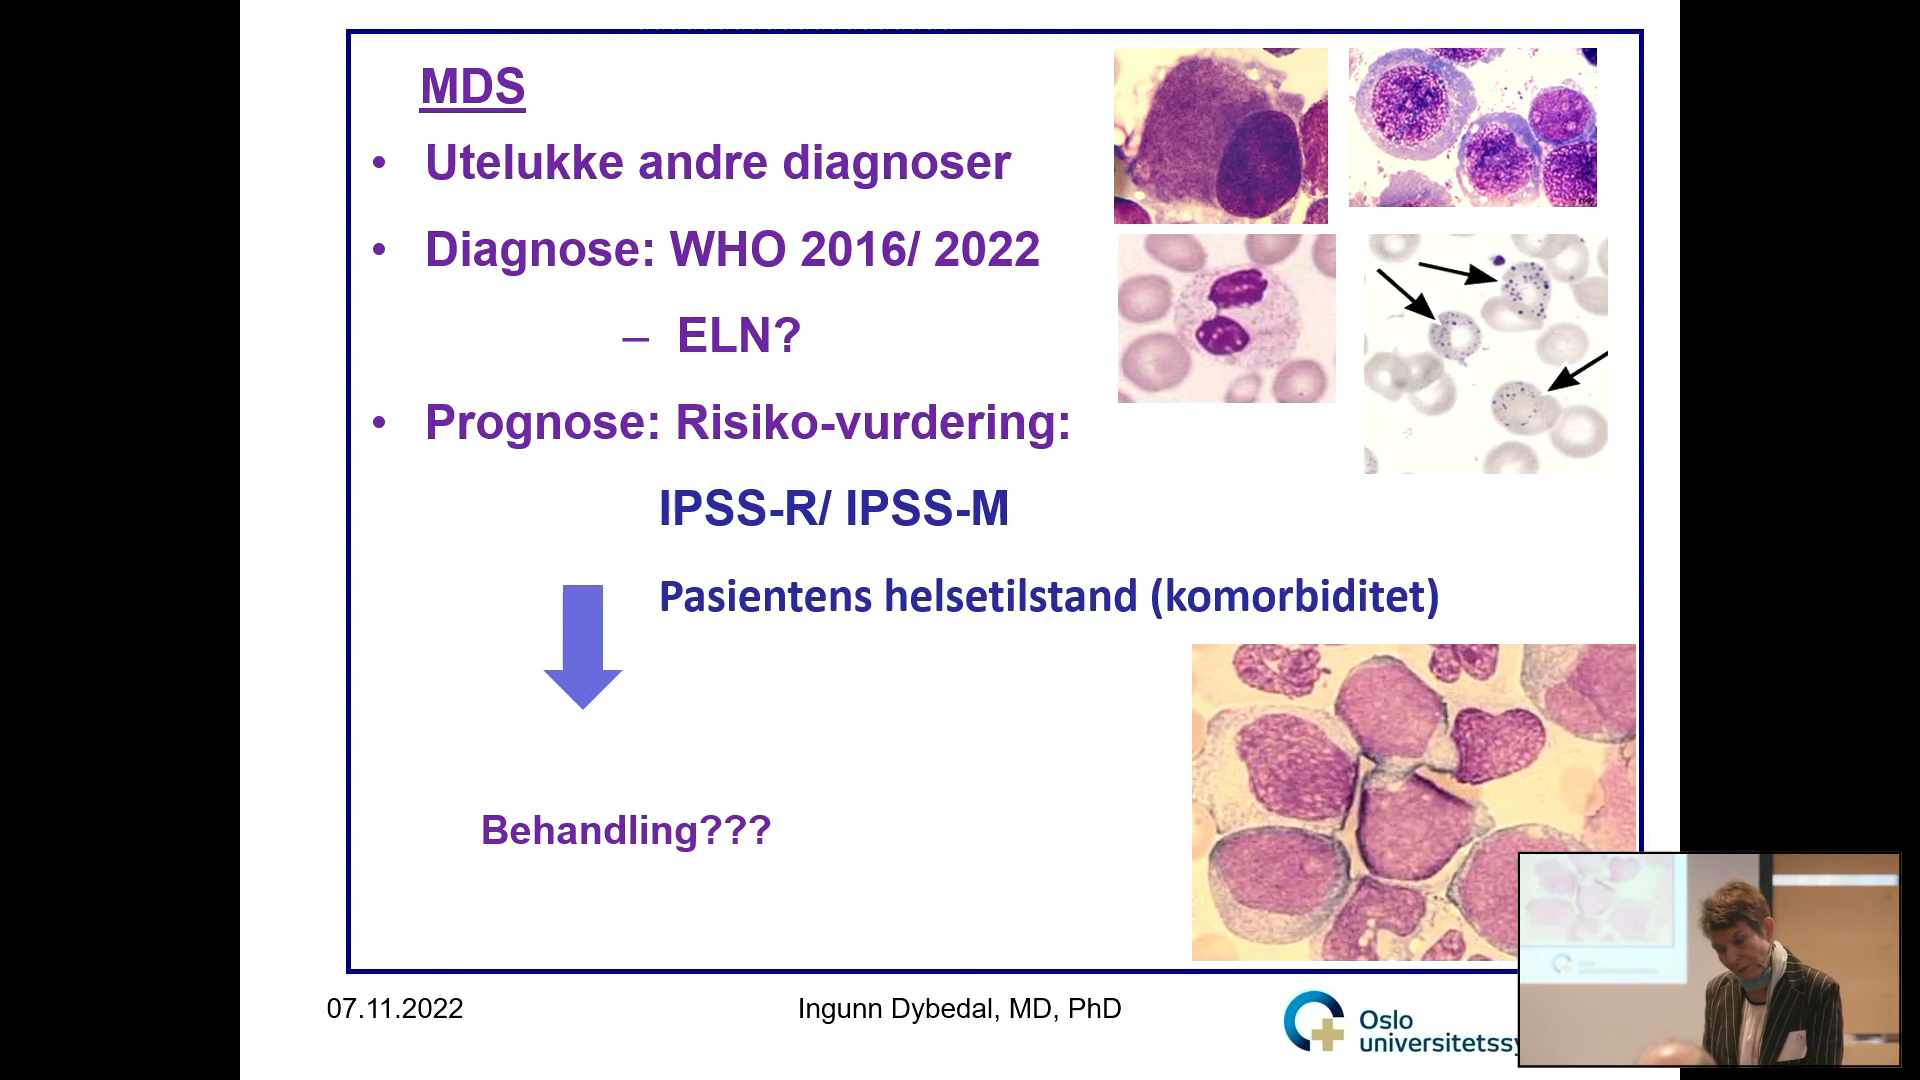 MDS
• Utelukke andre diagnoser
• Diagnose: WHO 2016/ 2022
– ELN?
• Prognose: Risiko-vurdering:
IPSS-R/ IPSS-M
Pasientens helsetilstand (komorbiditet)
Behandling???
07.11.2022
Ingunn Dybedal, MD, PhD
Oslo